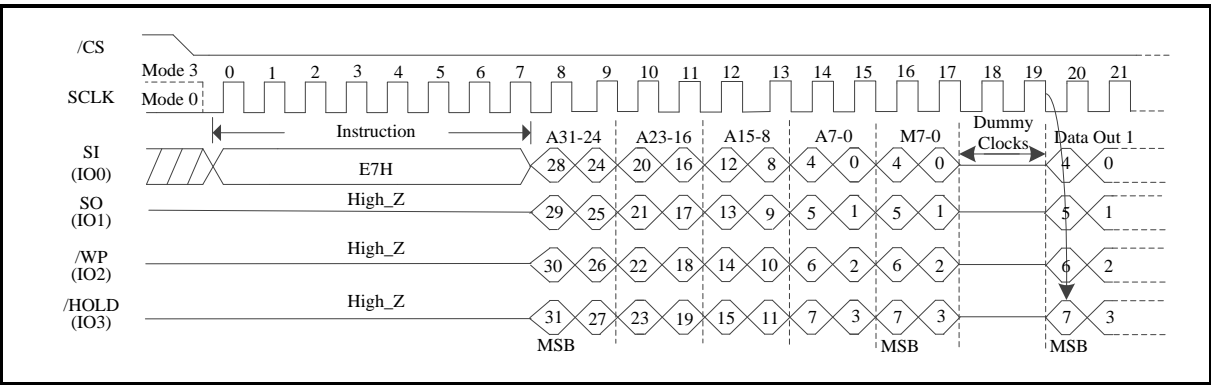 /CS
Mode 3 0 1 2 3 4 5 6 7 8 9 10 11 12 13 14 15 16 17 18 19 20 21
SCLK Mode 0
Instruction A31-24 A23-16 A15-8 A7-0 M7-0 Dummy Clocks Data Out 1
SI (IO0) E7H 28 24 20 16 12 8 4 0 4 0 4 0
SO (IO1) High_Z 29 25 21 17 13 9 5 1 5 1 5 1
/WP (IO2) High_Z 30 26 22 18 14 10 6 2 6 2 6 2
/HOLD (IO3) High_Z 31 27 23 19 15 11 7 3 7 3 7 3
MSB MSB MSB